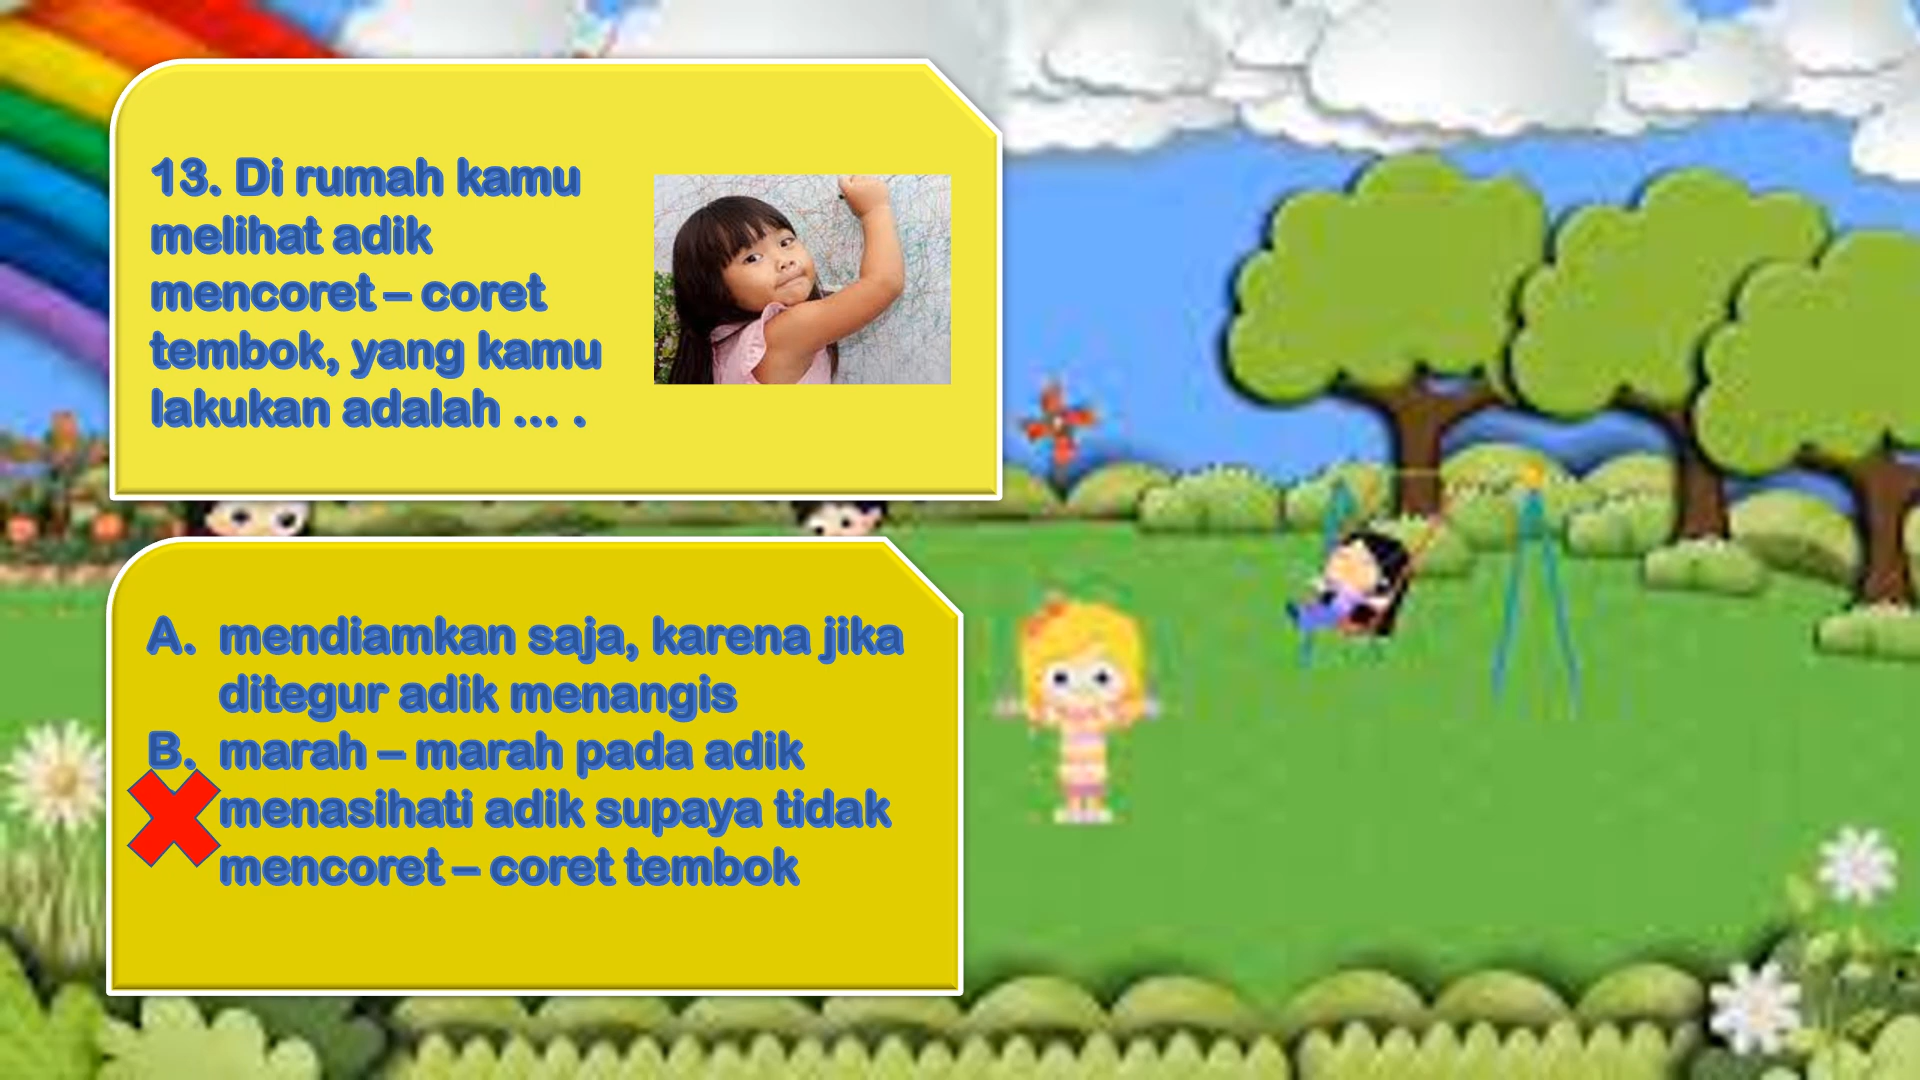 13. Di rumah kamu
melihat adik
mencoret – coret
tembok, yang kamu
lakukan adalah ... .
A. mendiamkan saja, karena jika
ditegur adik menangis
B. marah – marah pada adik
menasihati adik supaya tidak
mencoret – coret tembok